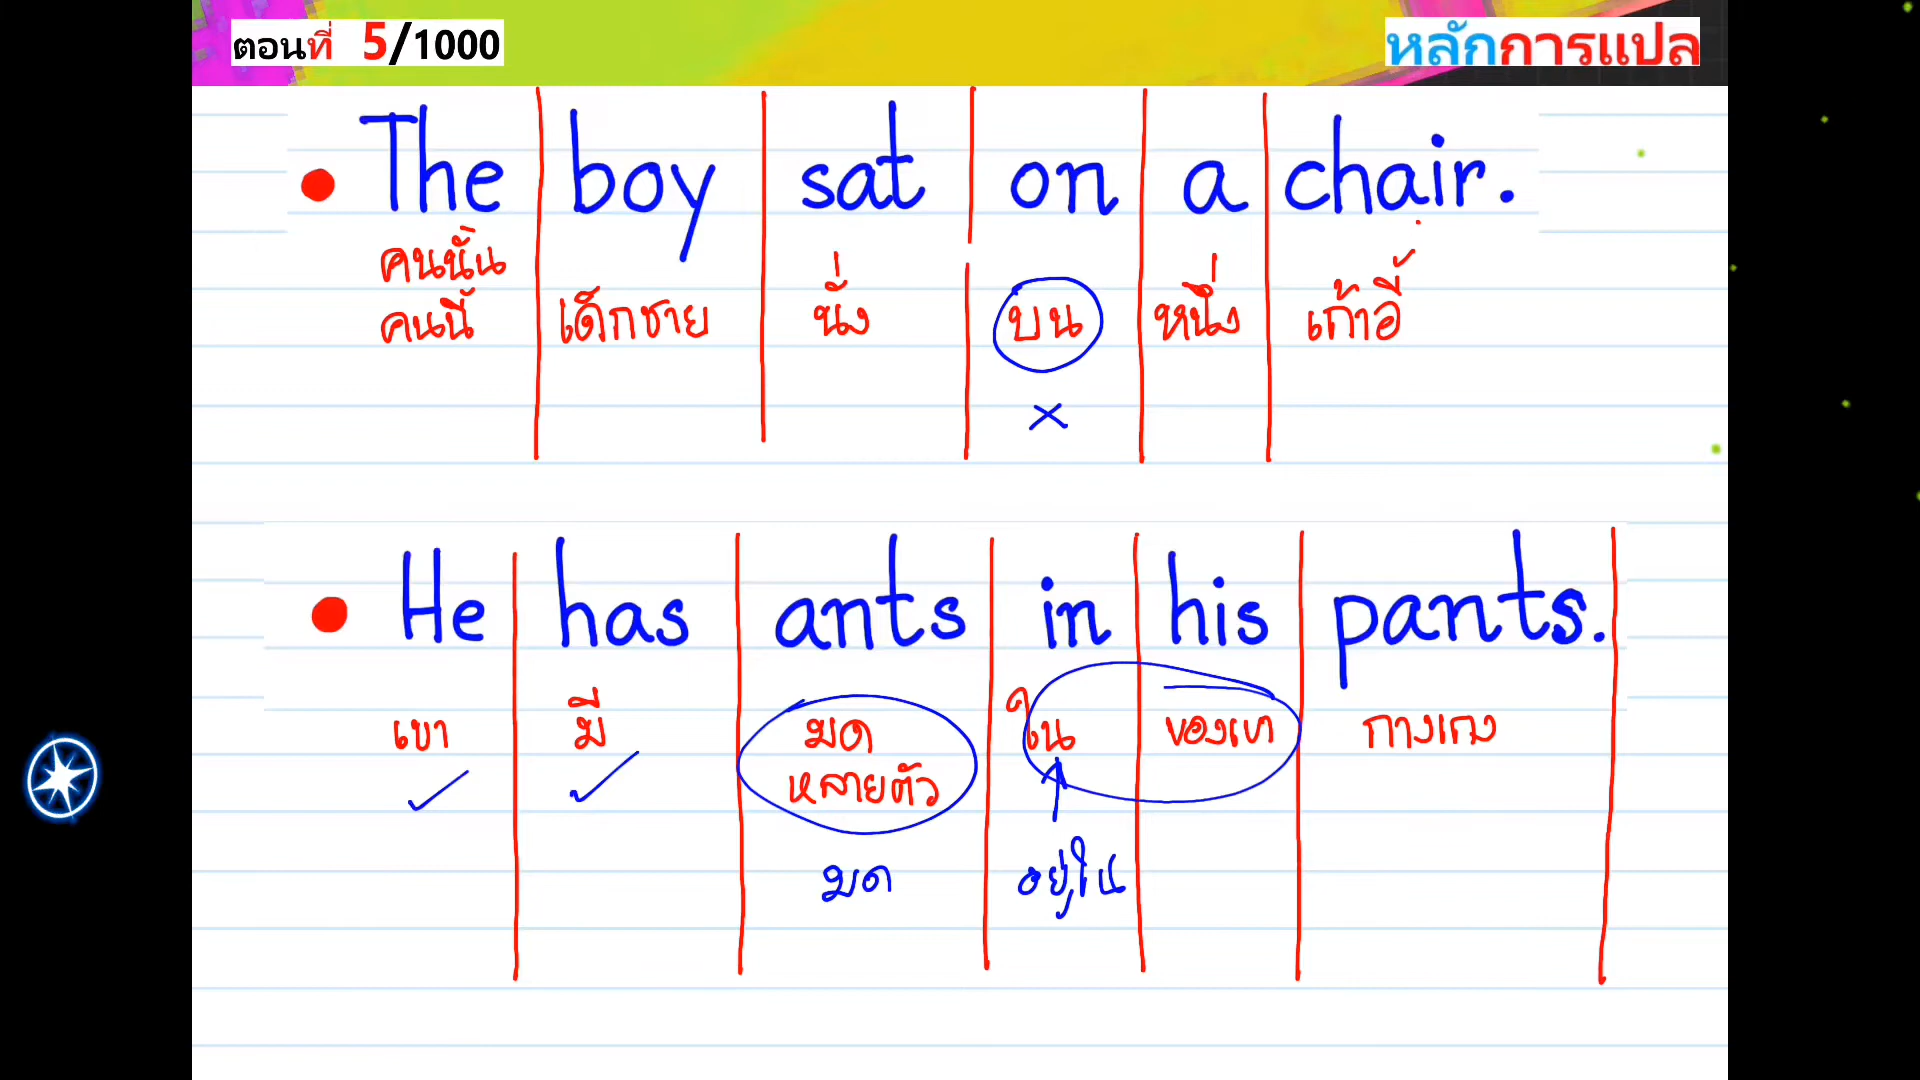 ตอนที่ 5/1000
หลักการแปล
The boy sat on a chair.
คนนั้น
คนนี้ เด็กชาย นั่ง บน หนึ่ง เก้าอี้
He has ants in his pants.
เขา มี มด ใน ของเขา กางเกง
หลายตัว
มด อยู่ใน